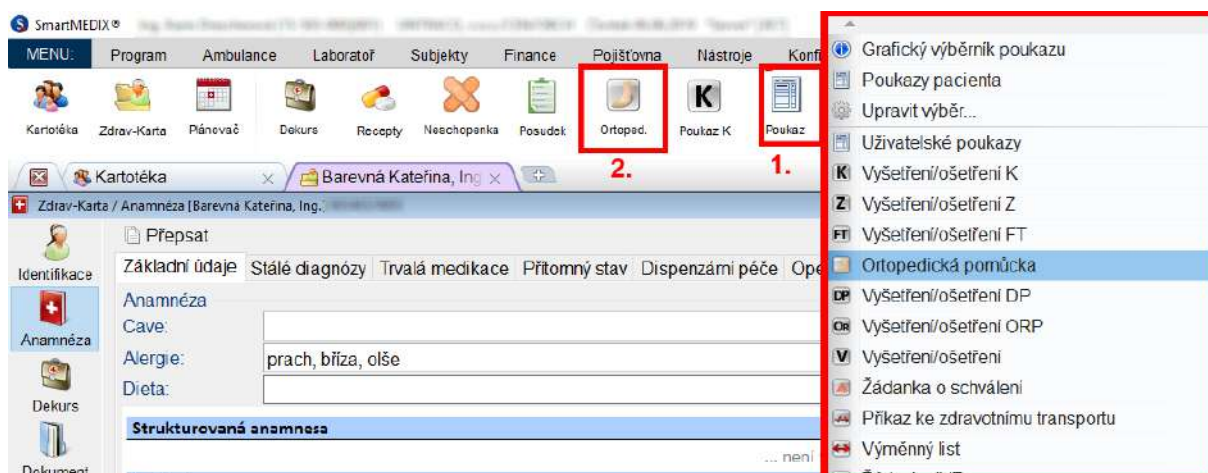 SmartMEDIX®
MENU: Program Ambulance Laboratoř Subjekty Finance Pojišťovna Nástroje Konfi
Kartotéka Zdrav-Karta Plánovač Dekurs Recepty Neschopenka Posudek Ortoped. Poukaz K Poukaz
2. 1.
Kartotéka Barevná Kateřina, Ing
Zdrav-Karta / Anamnéza [Barevná Kateřina, Ing.
Identifikace
Anamnéza
Dekurs
Dokument
Přepsat
Základní údaje Stálé diagnózy Trvalá medikace Přítomný stav Dispenzární péče Ope
Anamnéza
Cave:
Alergie: prach, bříza, olše
Dieta:
Strukturovaná anamnesa
... není
Grafický výběrník poukazu
Poukazy pacienta
Upravit výběr...
Uživatelské poukazy
K Vyšetření/ošetření K
Z Vyšetření/ošetření Z
FT Vyšetření/ošetření FT
Ortopedická pomůcka
DP Vyšetření/ošetření DP
OR Vyšetření/ošetření ORP
V Vyšetření/ošetření
Žádanka o schválení
Příkaz ke zdravotnímu transportu
Výměnný list